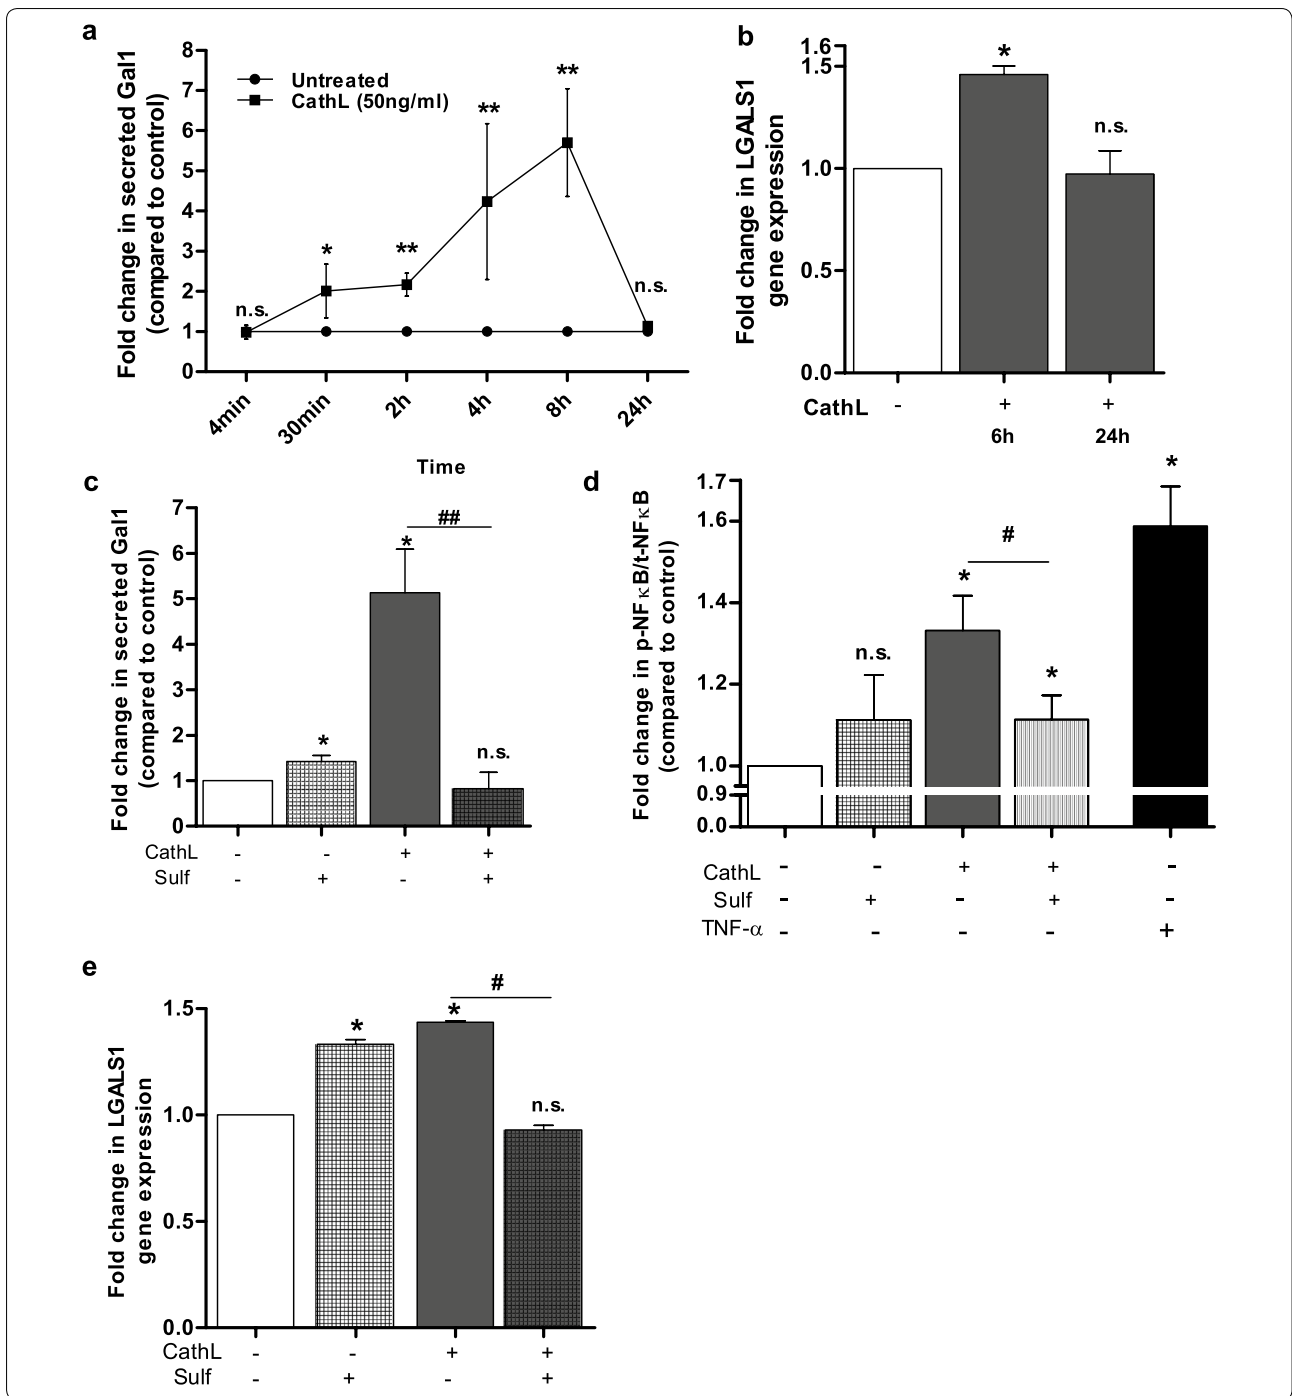 a
Fold change in secreted Gal1
(compared to control)
8
7
6
5
4
3
2
1
0
Untreated
CathL (50ng/ml)
n.s.
*
**
**
**
n.s.
4min
30min
2h
4h
8h
24h
Time
b
Fold change in LGALS1
gene expression
1.6
1.5
1.0
0.5
0.0
*
n.s.
CathL - + +
6h 24h
c
Fold change in secreted Gal1
(compared to control)
7
6
5
4
3
2
1
0
*
*
##
n.s.
CathL - - + +
Sulf - + - +
d
Fold change in p-NFκB/t-NFκB
(compared to control)
1.7
1.6
1.4
1.2
1.0
0.9
0.0
n.s.
*
#
*
*
CathL - - + + -
Sulf - + - + -
TNF-α - - - - +
e
Fold change in LGALS1
gene expression
1.5
1.0
0.5
0.0
*
*
#
n.s.
CathL - - + +
Sulf - + - +